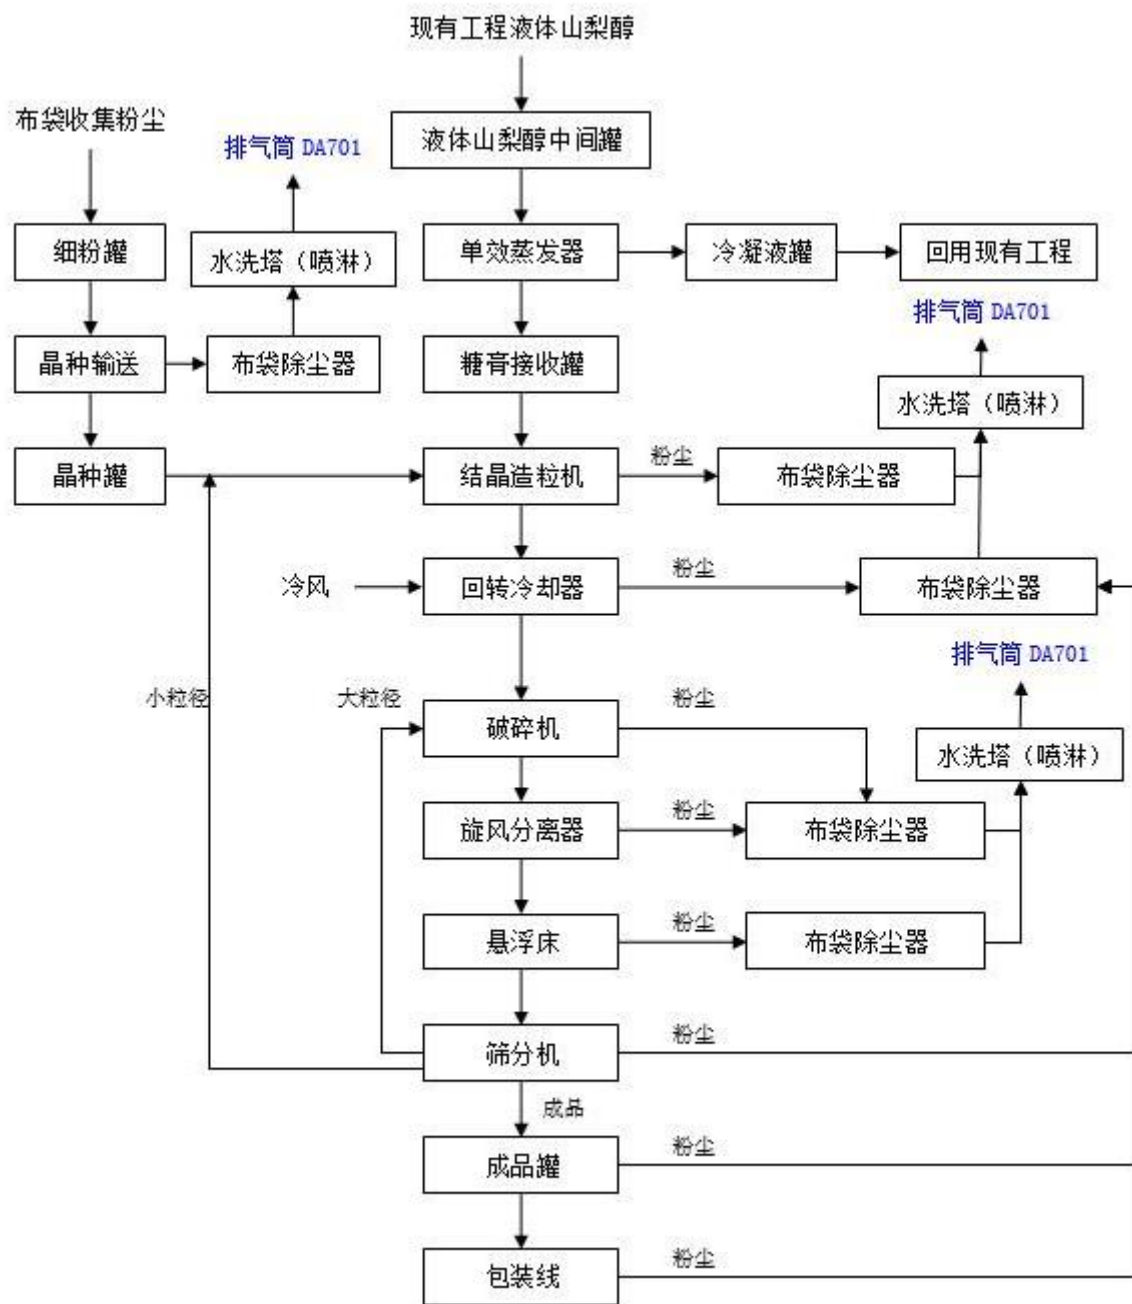 现有工程液体山梨醇
布袋收集粉尘
排气筒 DA701
液体山梨醇中间罐
细粉罐
水洗塔（喷淋）
单效蒸发器
冷凝液罐
回用现有工程
排气筒 DA701
晶种输送
布袋除尘器
糖膏接收罐
水洗塔（喷淋）
晶种罐
结晶造粒机
粉尘
布袋除尘器
冷风
回转冷却器
粉尘
布袋除尘器
排气筒 DA701
小粒径
大粒径
破碎机
粉尘
水洗塔（喷淋）
旋风分离器
粉尘
布袋除尘器
悬浮床
粉尘
布袋除尘器
筛分机
粉尘
成品
成品罐
粉尘
包装线
粉尘